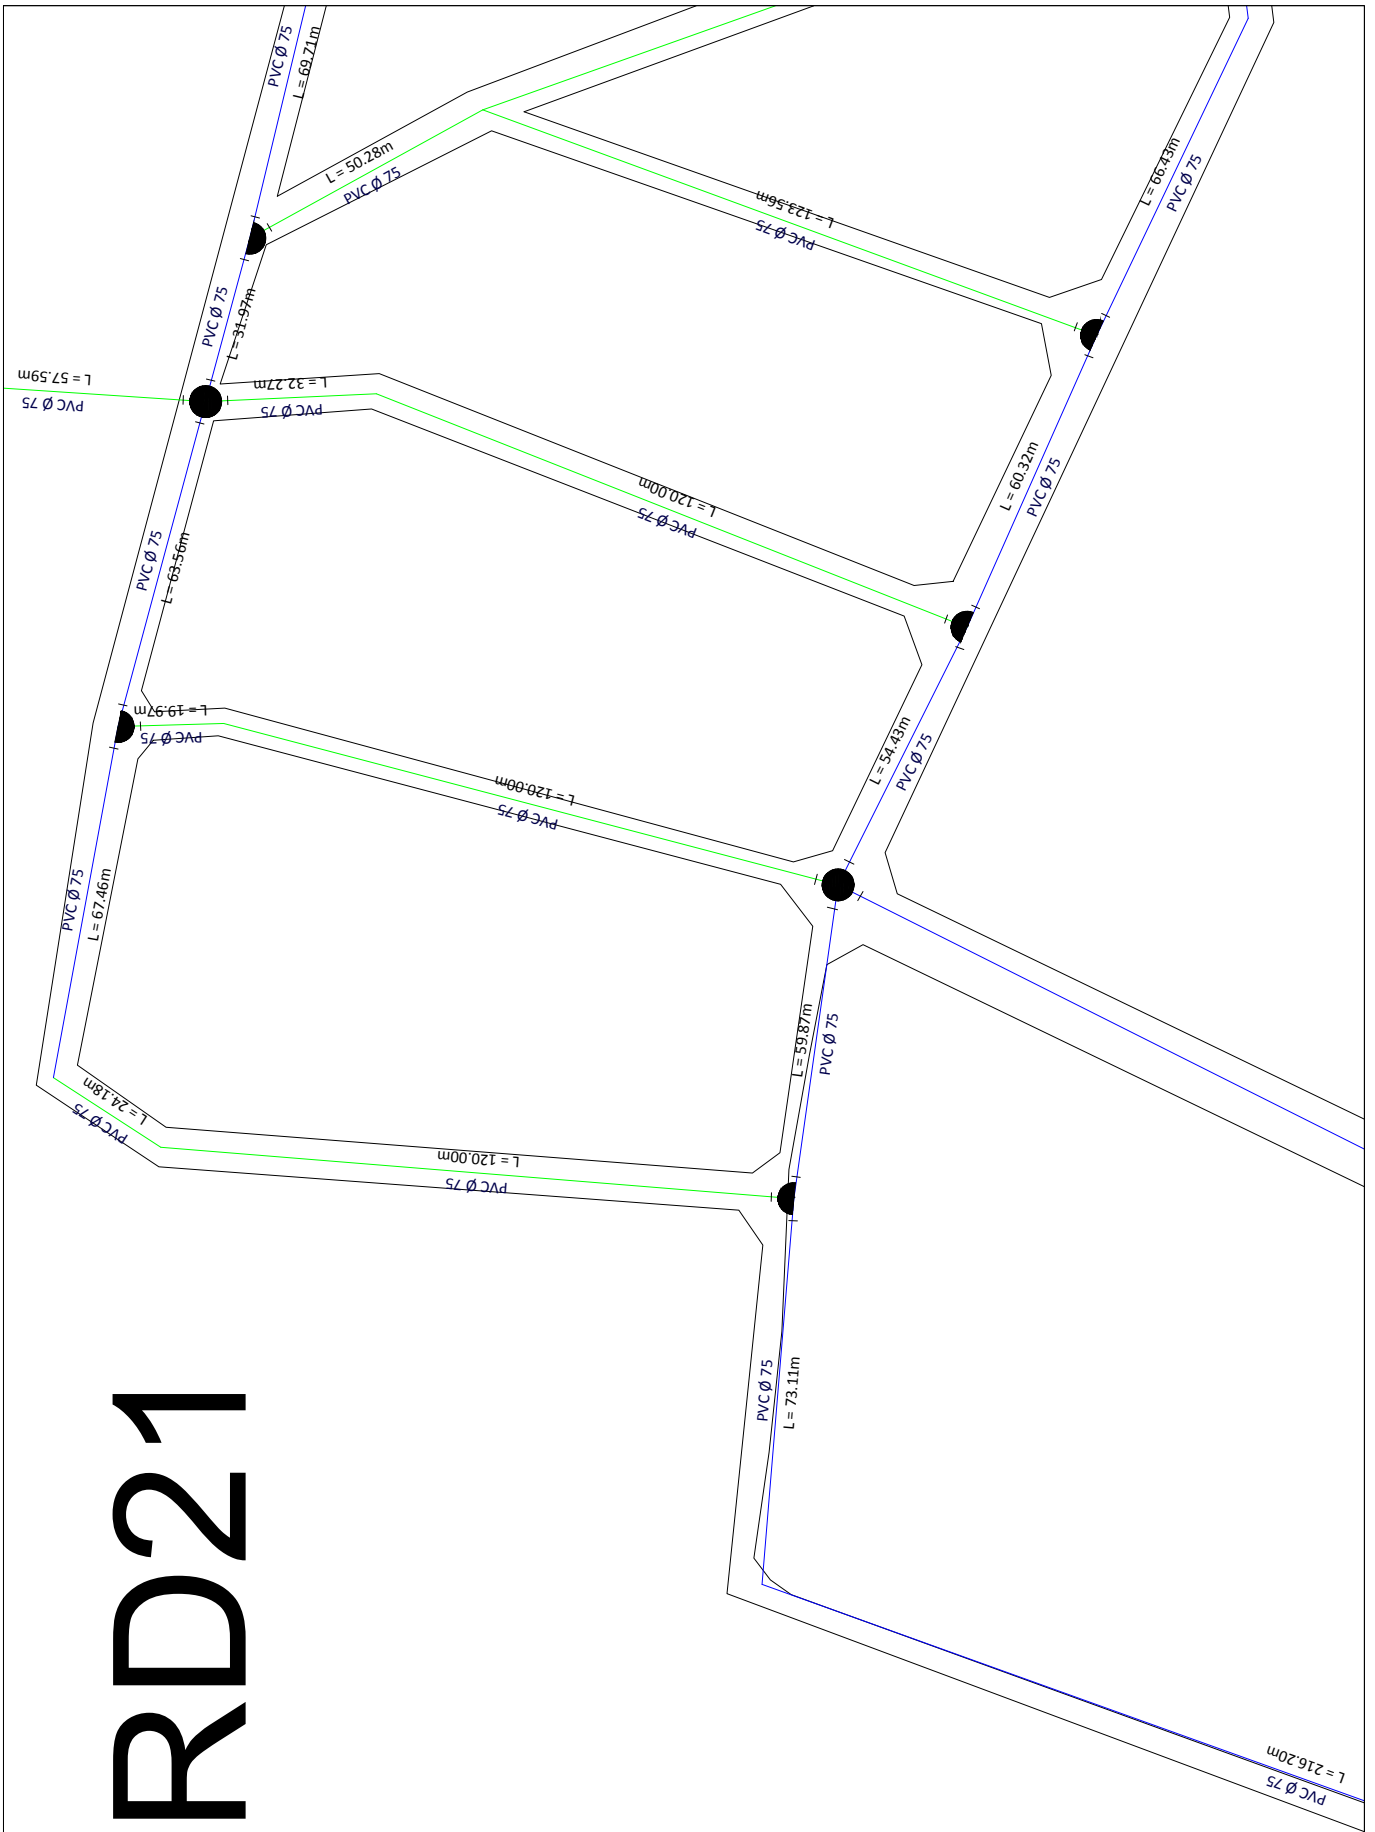 PVC Ø 75
L = 69.71m
L = 50.28m
PVC Ø 75
L = 123.56m
PVC Ø 75
L = 66.43m
PVC Ø 75
PVC Ø 75
L = 31.97m
L = 57.59m
PVC Ø 75
L = 32.27m
PVC Ø 75
L = 120.00m
PVC Ø 75
L = 60.32m
PVC Ø 75
PVC Ø 75
L = 63.56m
L = 19.97m
PVC Ø 75
L = 120.00m
PVC Ø 75
L = 54.43m
PVC Ø 75
PVC Ø 75
L = 67.46m
L = 59.87m
PVC Ø 75
L = 24.18m
PVC Ø 75
L = 120.00m
PVC Ø 75
PVC Ø 75
L = 73.11m
RD21
L = 216.20m
PVC Ø 75